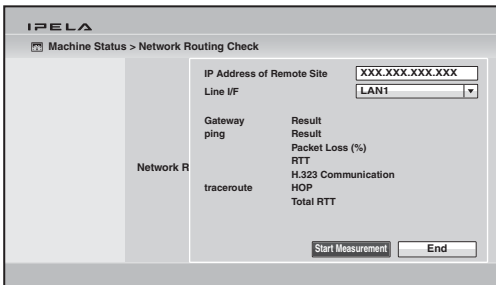 IPELA
Machine Status > Network Routing Check
IP Address of Remote Site XXX.XXX.XXX.XXX
Line I/F LAN1
Gateway Result
ping Result
Packet Loss (%)
RTT
Network R
H.323 Communication
traceroute HOP
Total RTT
Start Measurement End